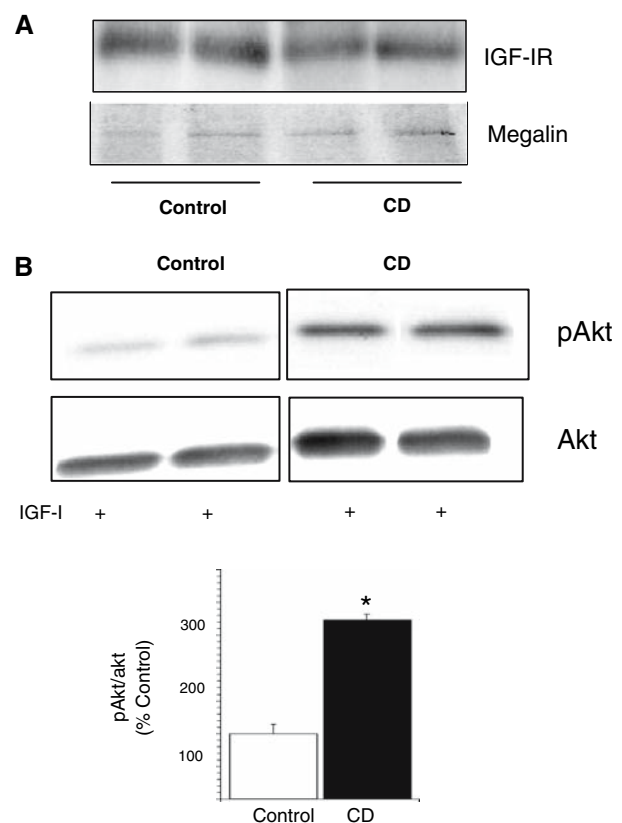 A
IGF-IR
Megalin
Control CD
B
Control CD
pAkt
Akt
IGF-I + + + +
*
300
200
100
pAkt/akt
(% Control)
Control CD